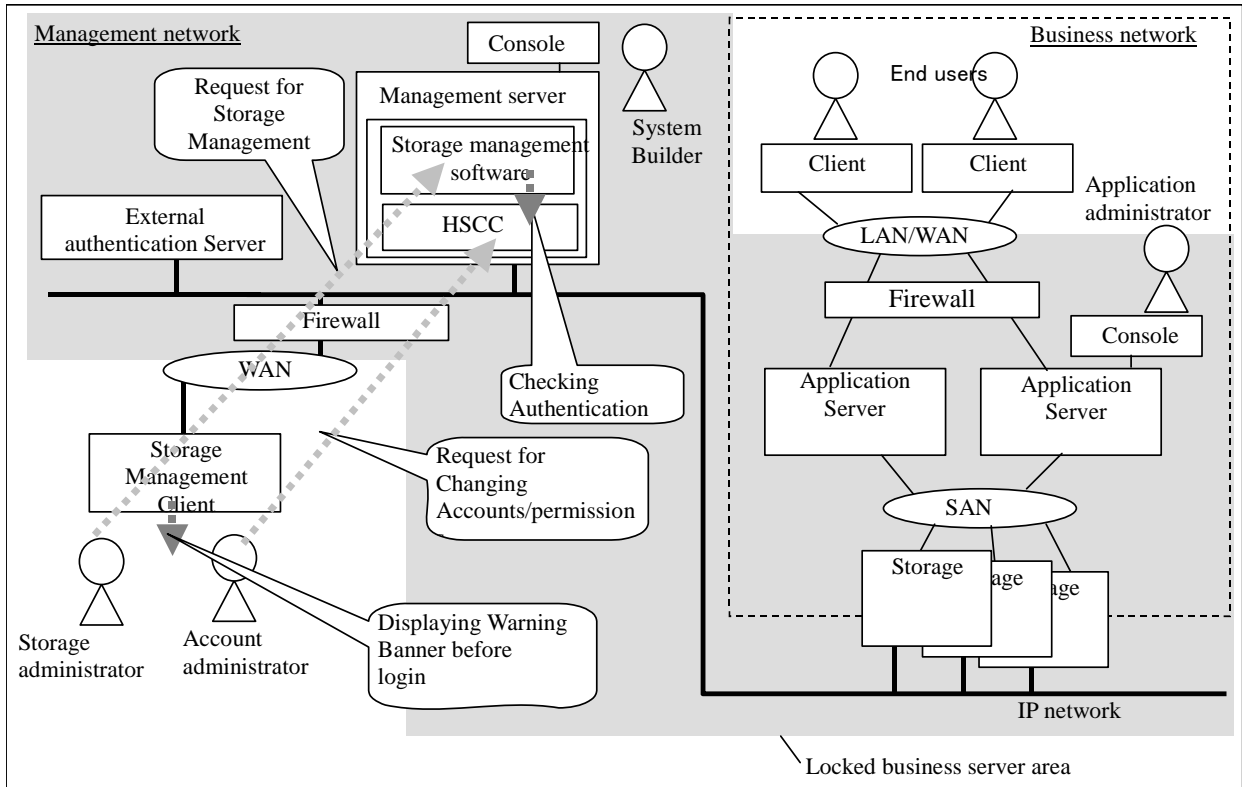 Management network
Console
Business network
Request for
Storage
Management
Management server
System
Builder
End users
Storage management
software
HSCC
External
authentication Server
Client
Client
Application
administrator
LAN/WAN
Firewall
Firewall
Console
WAN
Checking
Authentication
Application
Server
Application
Server
Storage
Management
Client
Request for
Changing
Accounts/permission
SAN
Storage
age
age
Storage
administrator
Account
administrator
Displaying Warning
Banner before
login
IP network
Locked business server area